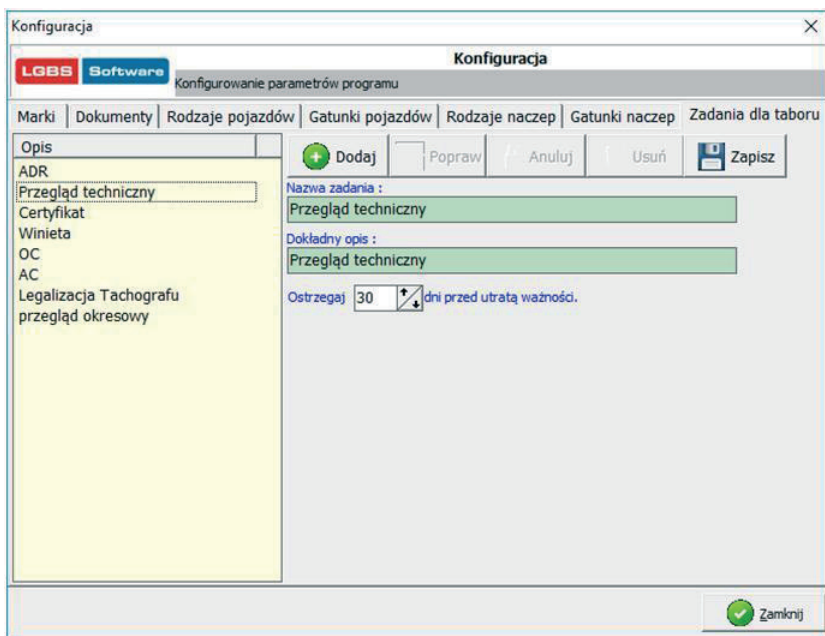 Konfiguracja
LGBS Software
Konfiguracja
Konfigurowanie parametrów programu
Marki Dokumenty Rodzaje pojazdów Gatunki pojazdów Rodzaje naczep Gatunki naczep Zadania dla taboru
Opis
ADR
Przegląd techniczny
Certyfikat
Winieta
OC
AC
Legalizacja Tachografu
przegląd okresowy
Dodaj Popraw Anuluj Usuń Zapisz
Nazwa zadania :
Przegląd techniczny
Dokładny opis :
Przegląd techniczny
Ostrzegaj 30 dni przed utratą ważności.
Zamknij